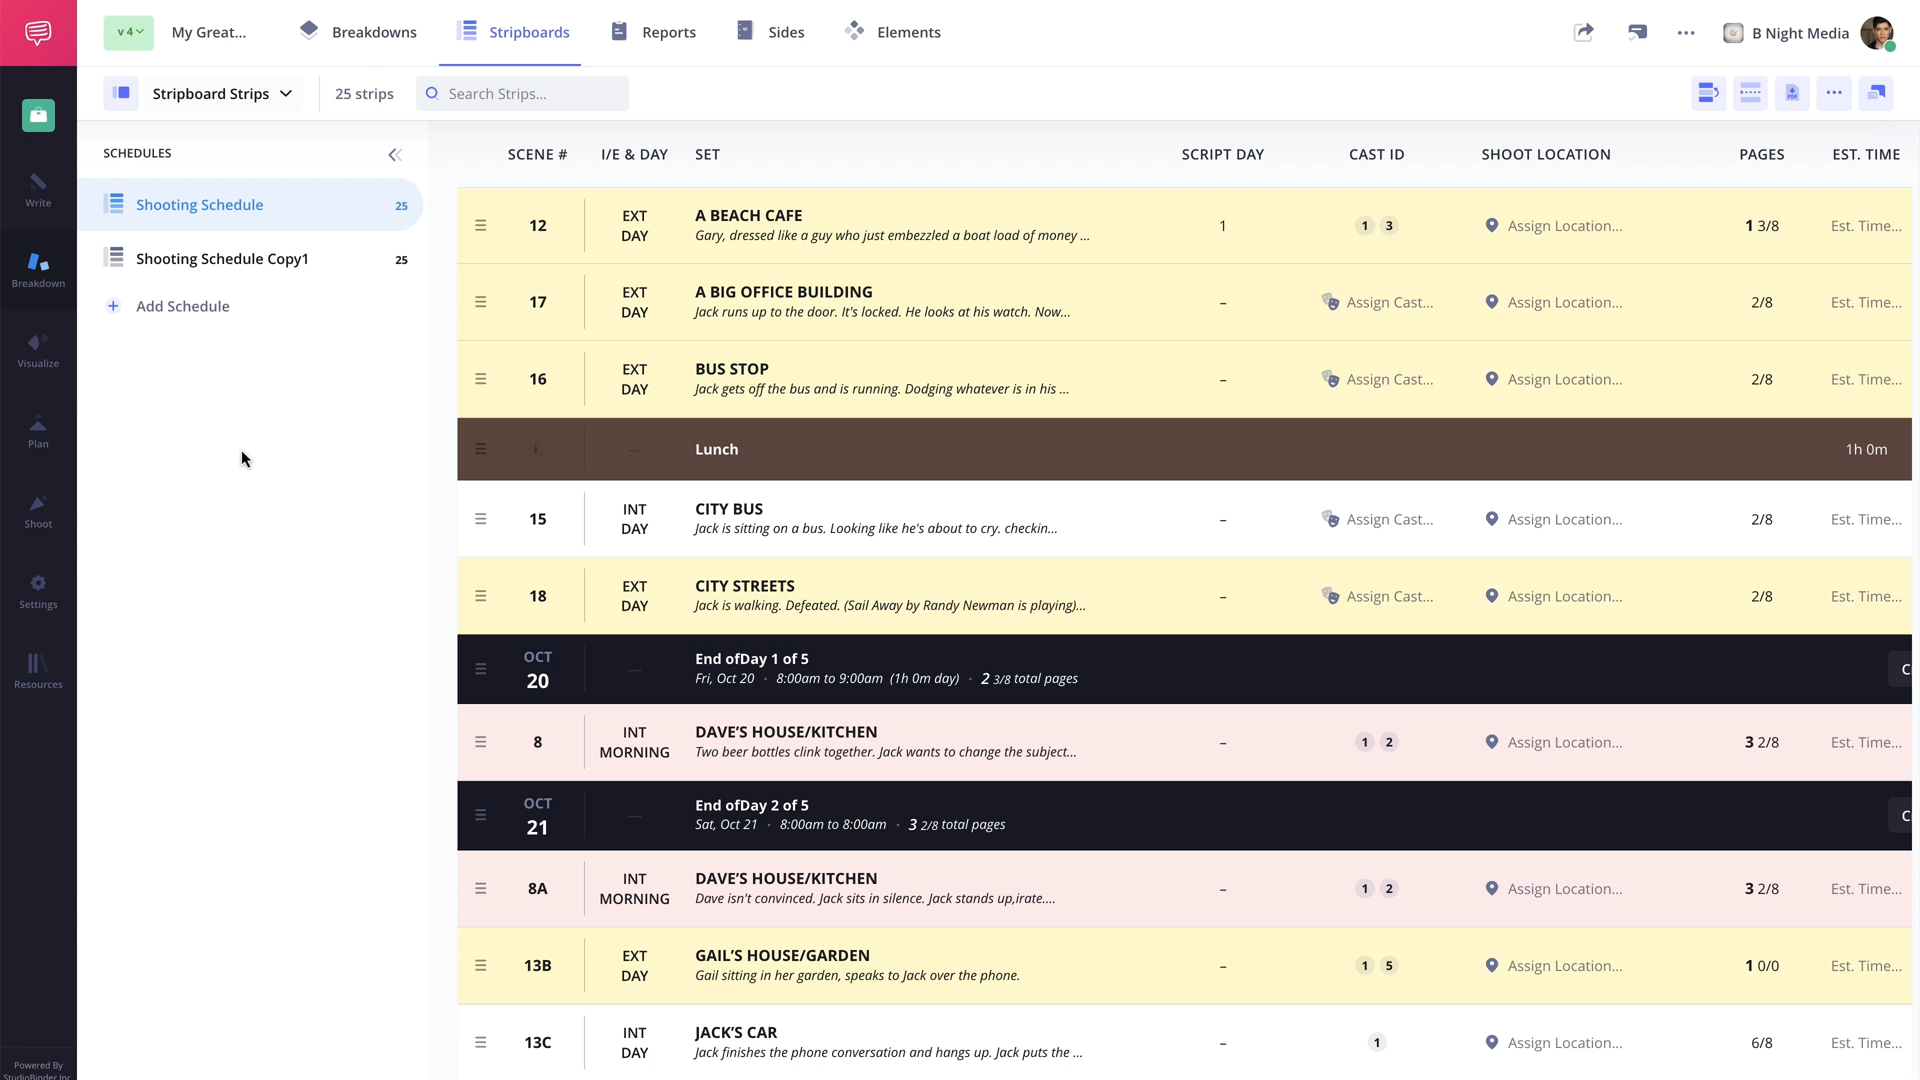 v 4
My Great...
Breakdowns
Stripboards
Reports
Sides
Elements
B Night Media
Stripboard Strips
25 strips
Search Strips...
SCHEDULES
Shooting Schedule 25
Shooting Schedule Copy1 25
+ Add Schedule
Write
Breakdown
Visualize
Plan
Shoot
Settings
Resources
Powered By
StudioBinder Inc.
SCENE # I/E & DAY SET SCRIPT DAY CAST ID SHOOT LOCATION PAGES EST. TIME
12 EXT DAY A BEACH CAFE 1 1 3 Assign Location... 1 3/8 Est. Time...
Gary, dressed like a guy who just embezzled a boat load of money ...
17 EXT DAY A BIG OFFICE BUILDING – Assign Cast... Assign Location... 2/8 Est. Time...
Jack runs up to the door. It's locked. He looks at his watch. Now...
16 EXT DAY BUS STOP – Assign Cast... Assign Location... 2/8 Est. Time...
Jack gets off the bus and is running. Dodging whatever is in his ...
i — Lunch 1h 0m
15 INT DAY CITY BUS – Assign Cast... Assign Location... 2/8 Est. Time...
Jack is sitting on a bus. Looking like he's about to cry. checkin...
18 EXT DAY CITY STREETS – Assign Cast... Assign Location... 2/8 Est. Time...
Jack is walking. Defeated. (Sail Away by Randy Newman is playing)...
OCT 20 — End ofDay 1 of 5 C
Fri, Oct 20 • 8:00am to 9:00am (1h 0m day) • 2 3/8 total pages
8 INT MORNING DAVE'S HOUSE/KITCHEN – 1 2 Assign Location... 3 2/8 Est. Time...
Two beer bottles clink together. Jack wants to change the subject...
OCT 21 — End ofDay 2 of 5 C
Sat, Oct 21 • 8:00am to 8:00am • 3 2/8 total pages
8A INT MORNING DAVE'S HOUSE/KITCHEN – 1 2 Assign Location... 3 2/8 Est. Time...
Dave isn't convinced. Jack sits in silence. Jack stands up,irate....
13B EXT DAY GAIL'S HOUSE/GARDEN – 1 5 Assign Location... 1 0/0 Est. Time...
Gail sitting in her garden, speaks to Jack over the phone.
13C INT DAY JACK'S CAR – 1 Assign Location... 6/8 Est. Time...
Jack finishes the phone conversation and hangs up. Jack puts the ...